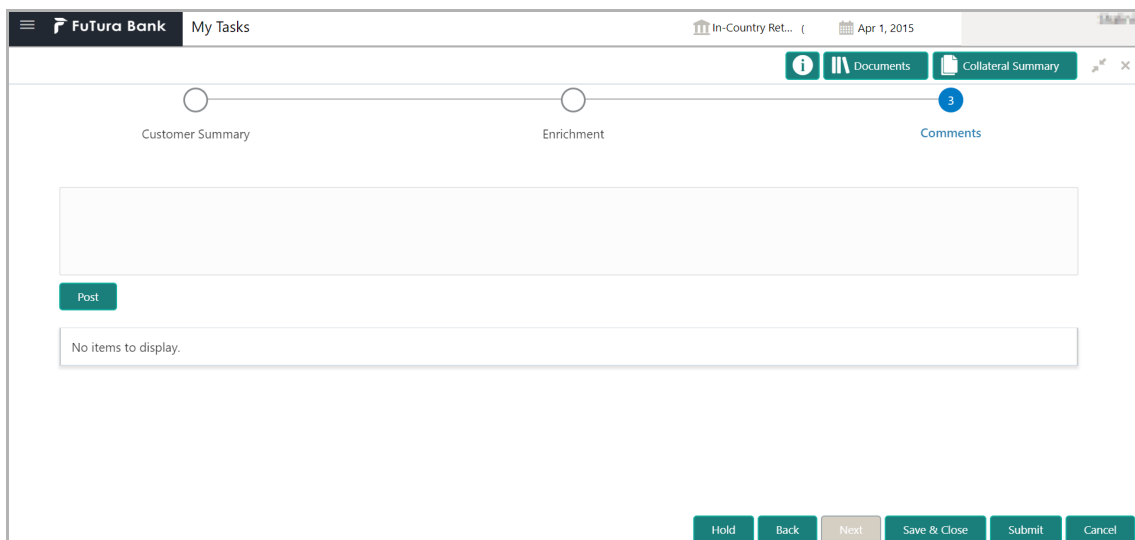 FuTura Bank My Tasks In-Country Ret... ( Apr 1, 2015
i Documents Collateral Summary
3
Customer Summary Enrichment Comments
Post
No items to display.
Hold Back Next Save & Close Submit Cancel